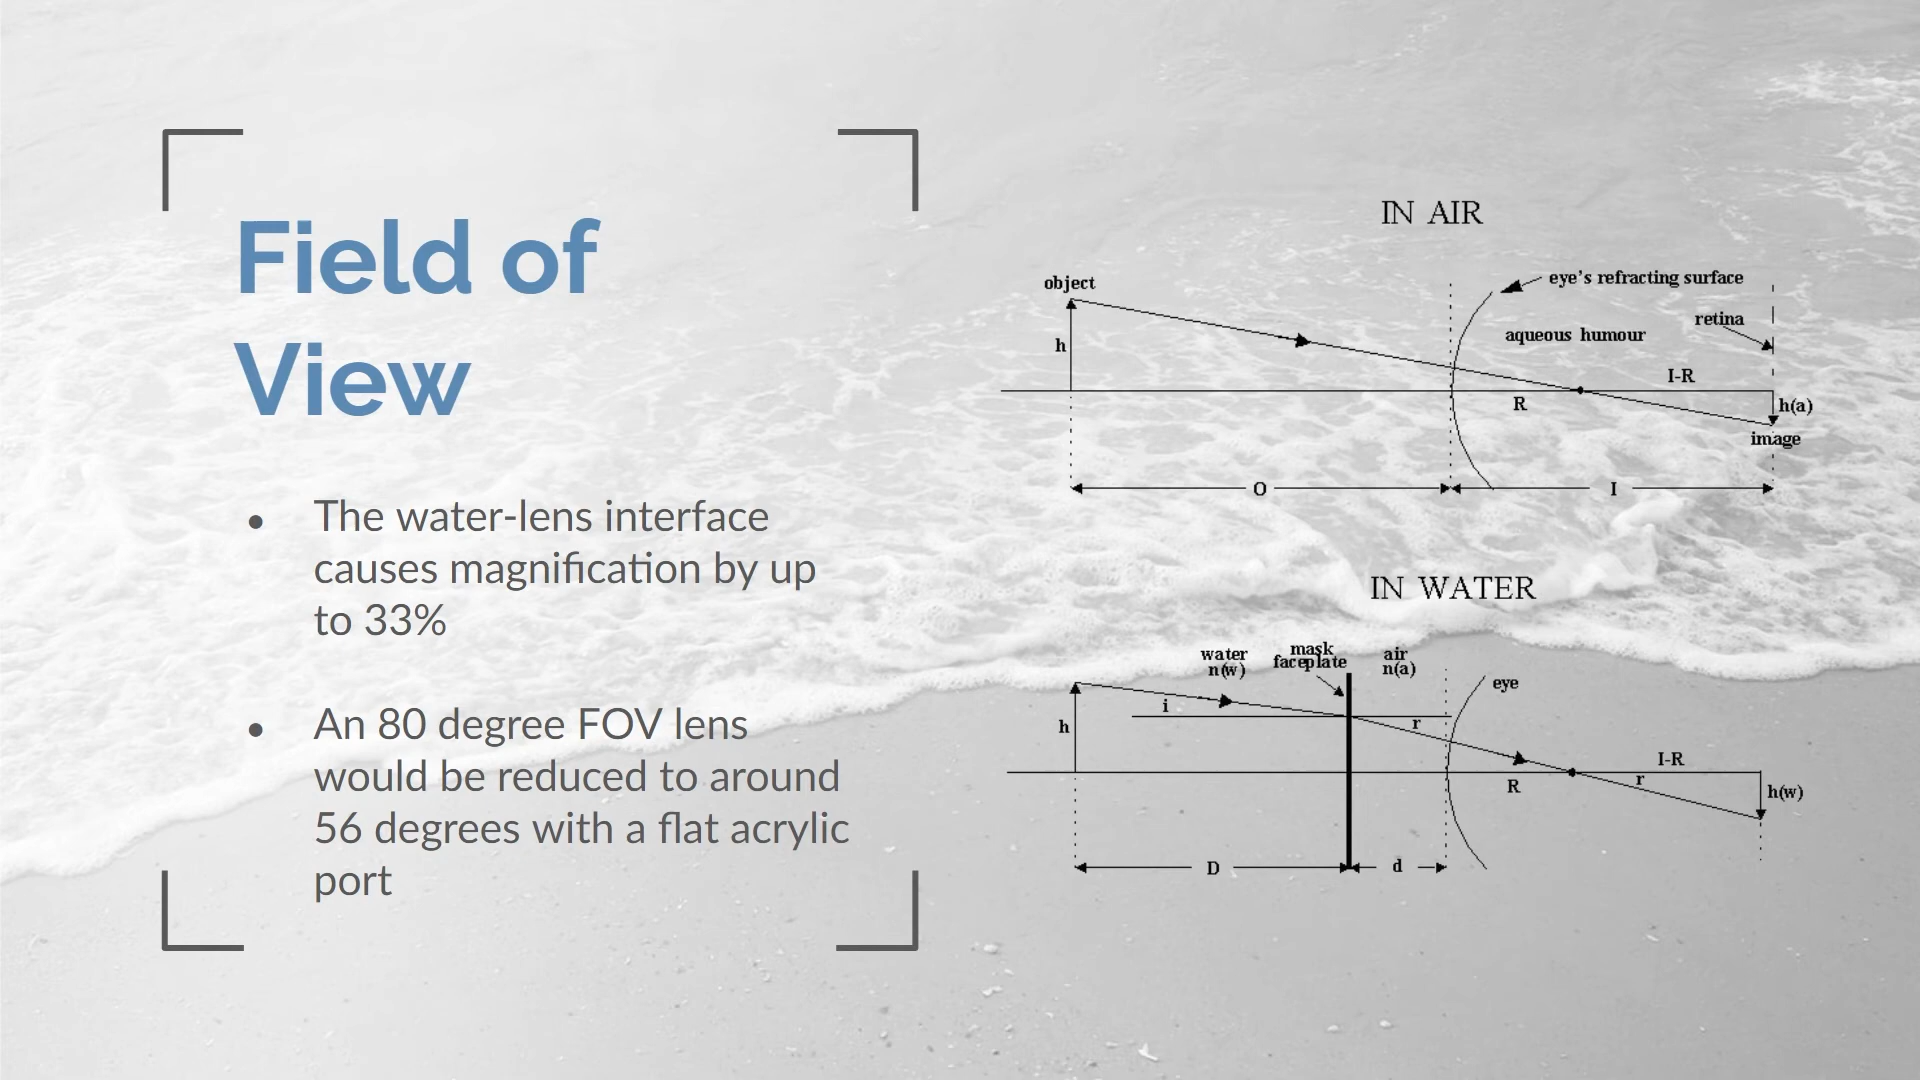 Field of
View
● The water-lens interface
causes magnification by up
to 33%
● An 80 degree FOV lens
would be reduced to around
56 degrees with a flat acrylic
port
IN AIR
object
eye's refracting surface
retina
aqueous humour
h
I-R
R
h(a)
image
O
I
IN WATER
water
n(w)
mask
faceplate
air
n(a)
eye
i
h
r
I-R
R
r
h(w)
D
d